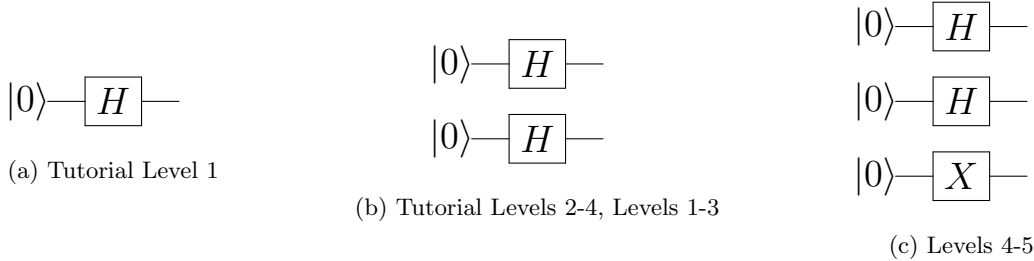 |0⟩ H
(a) Tutorial Level 1
|0⟩ H
|0⟩ H
(b) Tutorial Levels 2-4, Levels 1-3
|0⟩ H
|0⟩ H
|0⟩ X
(c) Levels 4-5